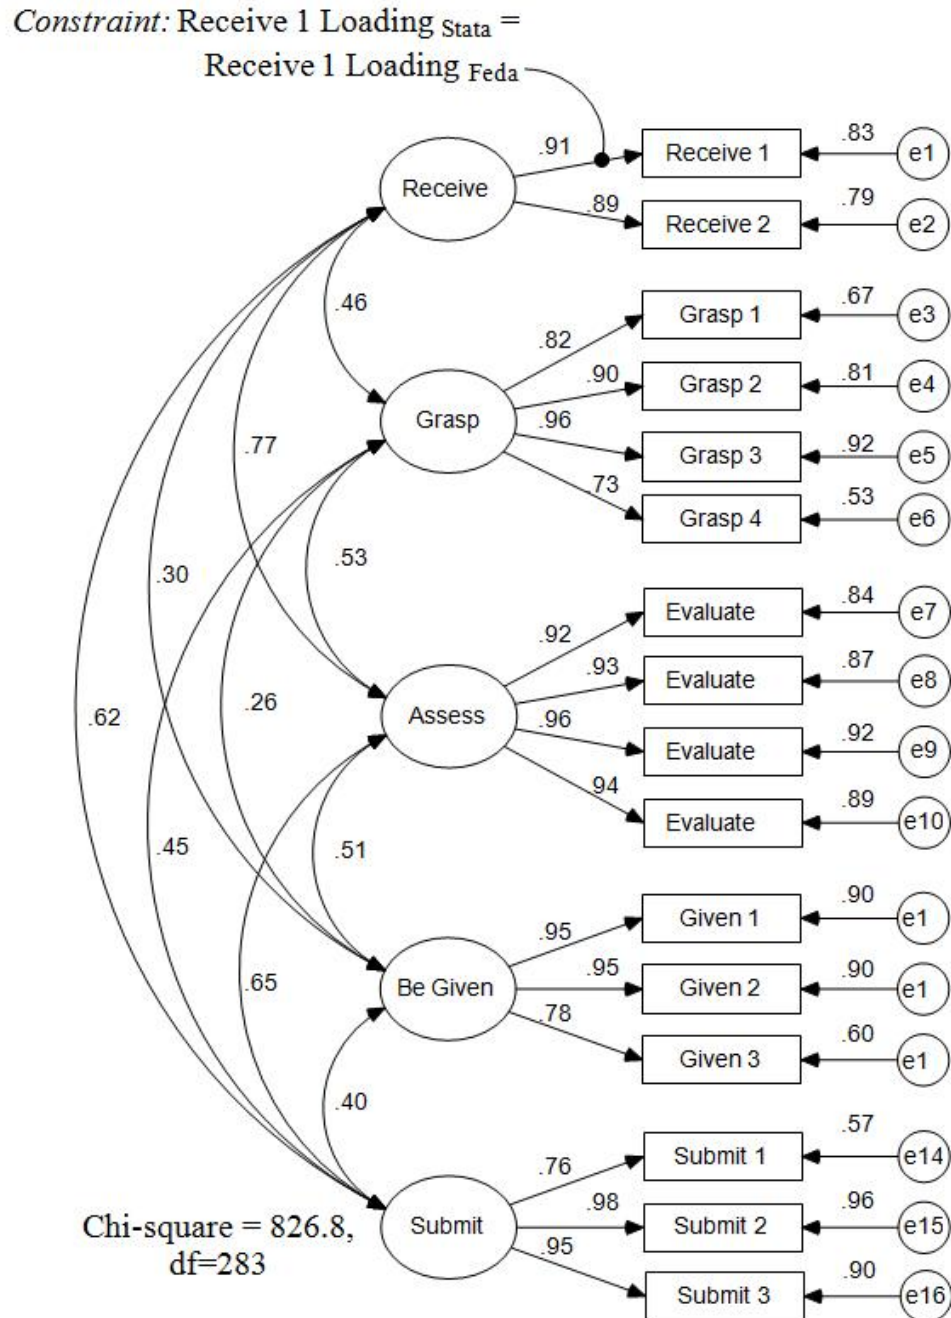 Constraint: Receive 1 Loading Stata =
Receive 1 Loading Feda
Receive
.91
Receive 1
.83
e1
.89
Receive 2
.79
e2
.46
Grasp
.82
Grasp 1
.67
e3
.90
Grasp 2
.81
e4
.96
Grasp 3
.92
e5
.73
Grasp 4
.53
e6
.77
.53
.30
Assess
.92
Evaluate
.84
e7
.93
Evaluate
.87
e8
.96
Evaluate
.92
e9
.94
Evaluate
.89
e10
.26
.62
.45
.51
Be Given
.95
Given 1
.90
e1
.95
Given 2
.90
e1
.78
Given 3
.60
e1
.65
.40
Submit
.76
Submit 1
.57
e14
.98
Submit 2
.96
e15
.95
Submit 3
.90
e16
Chi-square = 826.8,
df=283